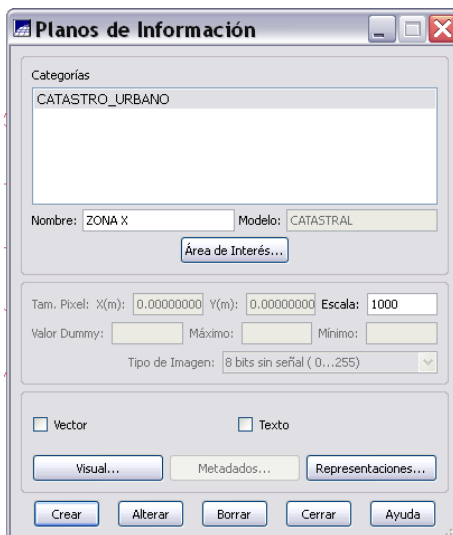 Planos de Información
Categorías
CATASTRO_URBANO
Nombre: ZONA X Modelo: CATASTRAL
Área de Interés...
Tam. Pixel: X(m): 0.00000000 Y(m): 0.00000000 Escala: 1000
Valor Dummy: Máximo: Mínimo:
Tipo de Imagen: 8 bits sin señal ( 0...255)
Vector Texto
Visual... Metadados... Representaciones...
Crear Alterar Borrar Cerrar Ayuda